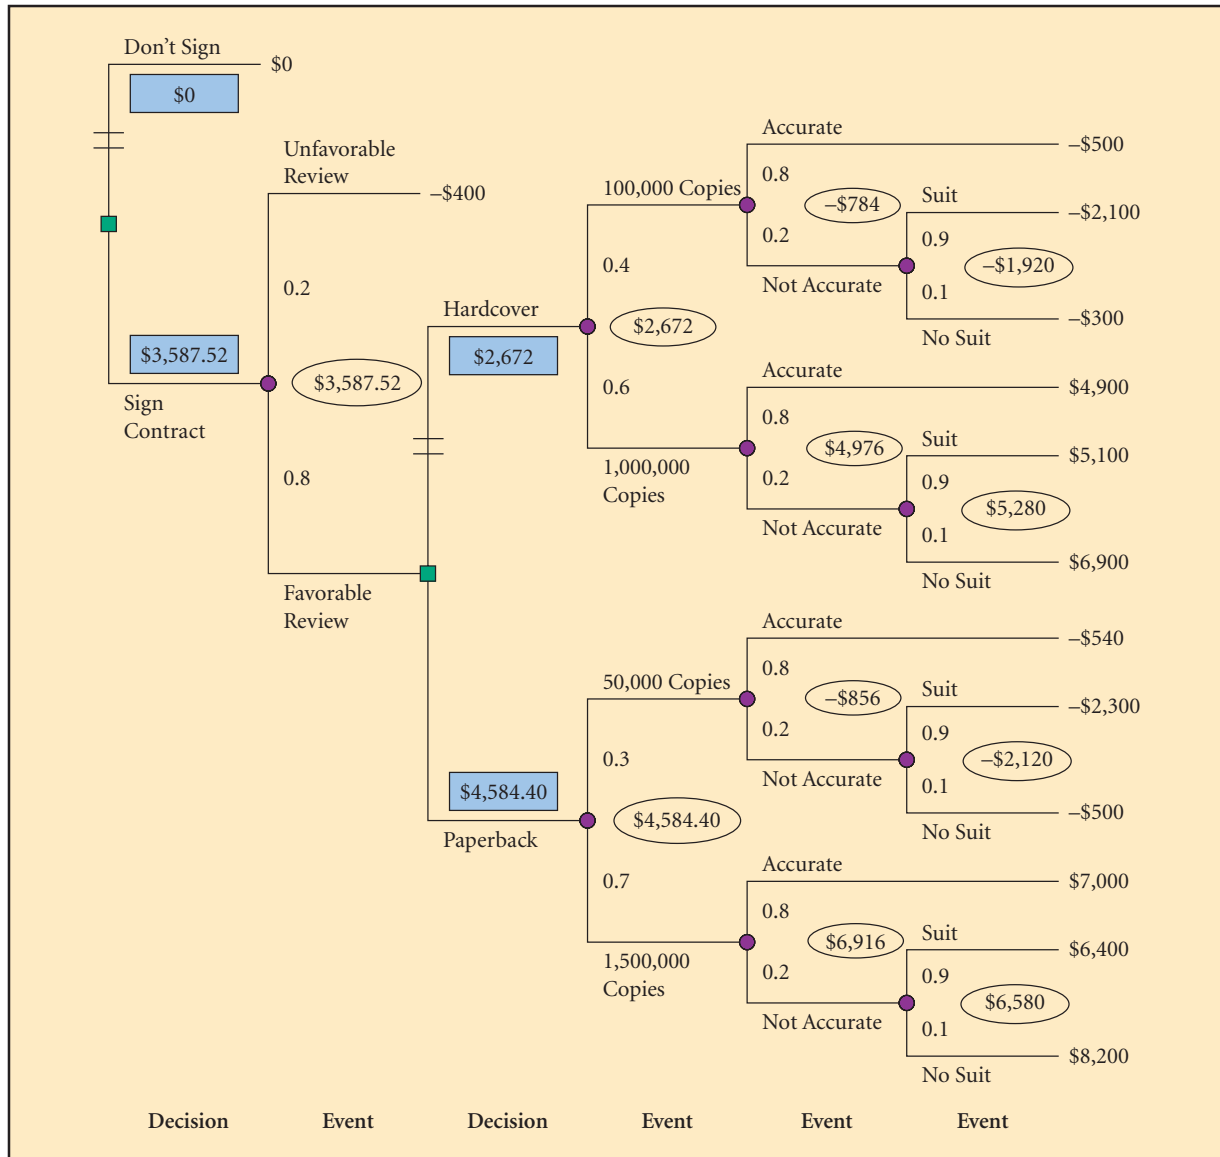 Don't Sign
$0
$0
Unfavorable
Review
–$400
0.2
$3,587.52
$3,587.52
Sign
Contract
0.8
Favorable
Review
Hardcover
$2,672
100,000 Copies
0.4
$2,672
0.6
1,000,000
Copies
Accurate
–$500
0.8
–$784
0.2
Not Accurate
Suit
–$2,100
0.9
–$1,920
0.1
–$300
No Suit
Accurate
$4,900
0.8
$4,976
0.2
Not Accurate
Suit
$5,100
0.9
$5,280
0.1
$6,900
No Suit
$4,584.40
Paperback
50,000 Copies
0.3
$4,584.40
0.7
1,500,000
Copies
Accurate
–$540
0.8
–$856
0.2
Not Accurate
Suit
–$2,300
0.9
–$2,120
0.1
–$500
No Suit
Accurate
$7,000
0.8
$6,916
0.2
Not Accurate
Suit
$6,400
0.9
$6,580
0.1
$8,200
No Suit
Decision Event Decision Event Event Event